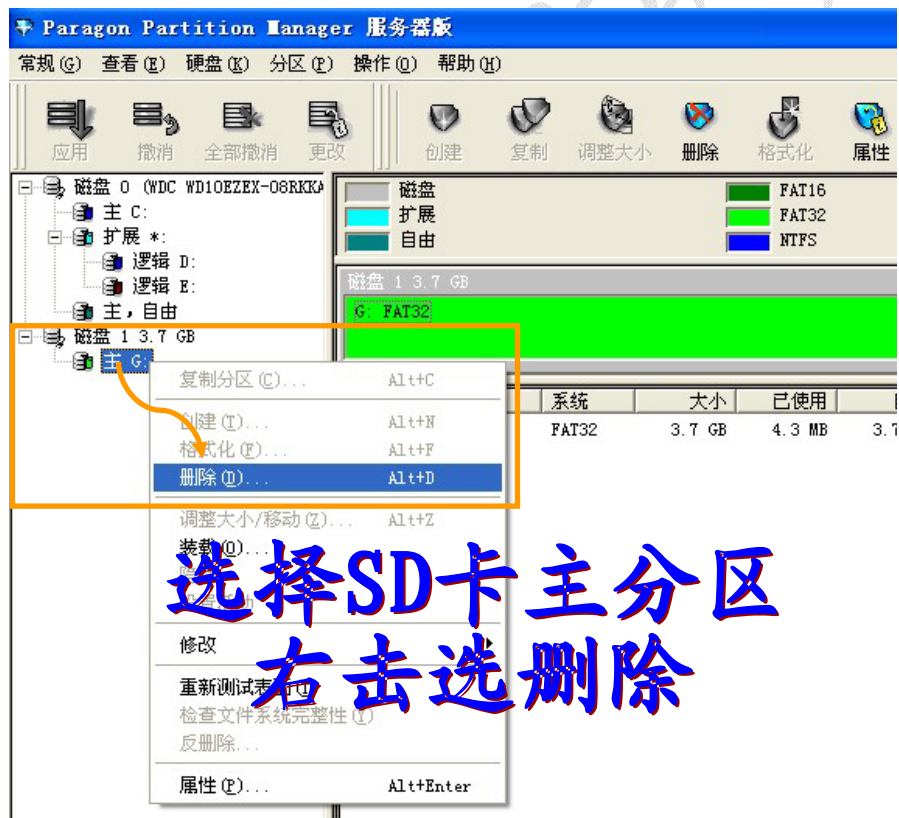 Paragon Partition Manager 服务器版
常规(G) 查看(E) 硬盘(K) 分区(P) 操作(O) 帮助(H)
应用 撤消 全部撤消 更改 创建 复制 调整大小 删除 格式化 属性
磁盘 0 (WDC WD10EZEX-08RKKA
主 C:
扩展 *:
逻辑 D:
逻辑 E:
主,自由
磁盘 1 3.7 GB
主 G:
磁盘 FAT16
扩展 FAT32
自由 NTFS
磁盘 1 3.7 GB
G: FAT32
系统 大小 已使用
FAT32 3.7 GB 4.3 MB 3.7
复制分区(C)... Alt+C
创建(T)... Alt+N
格式化(F)... Alt+F
删除(D)... Alt+D
调整大小/移动(Z)... Alt+Z
装载(O)...
修改
重新测试表面(T)
检查文件系统完整性(Y)
反删除...
属性(P)... Alt+Enter
选择SD卡主分区
右击选删除